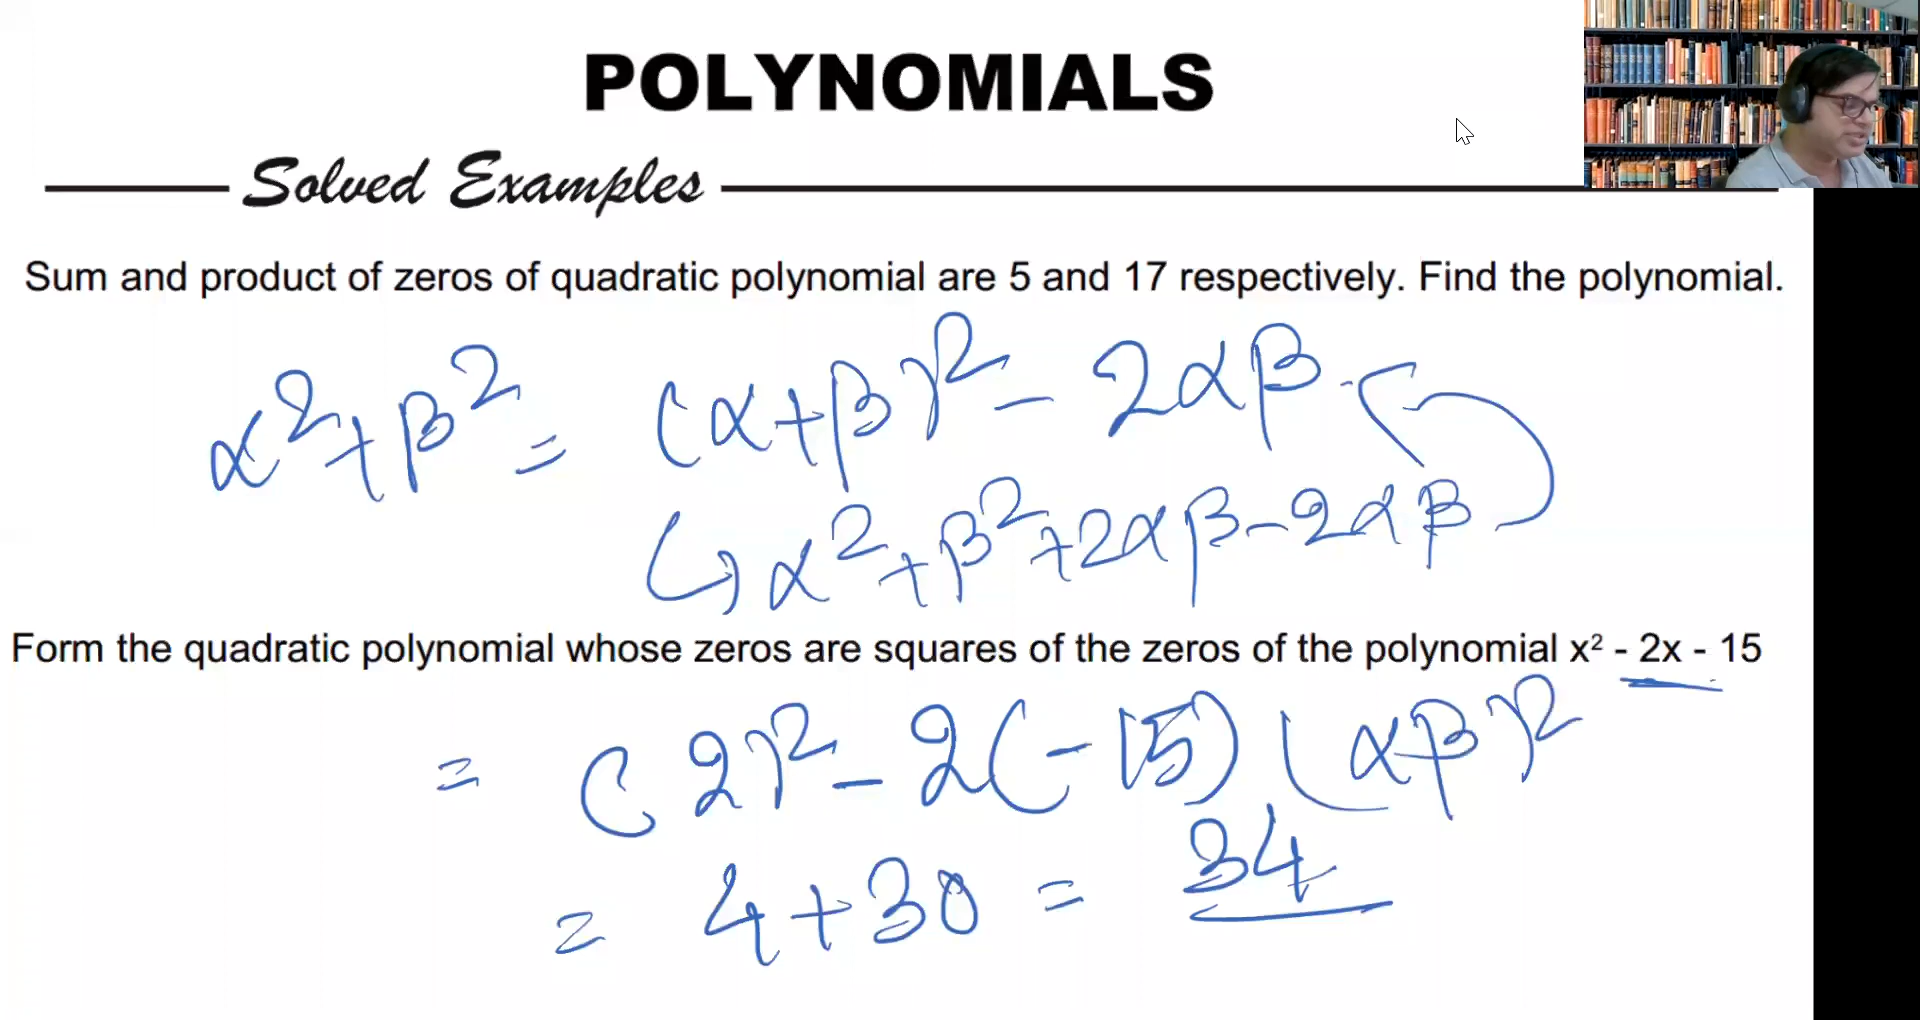 POLYNOMIALS
Solved Examples
Sum and product of zeros of quadratic polynomial are 5 and 17 respectively. Find the polynomial.
α²+β² = (α+β)² - 2αβ
α²+β²+2αβ-2αβ
Form the quadratic polynomial whose zeros are squares of the zeros of the polynomial x² - 2x - 15
= (2)² - 2(-15) (αβ)²
= 4+30 = 34